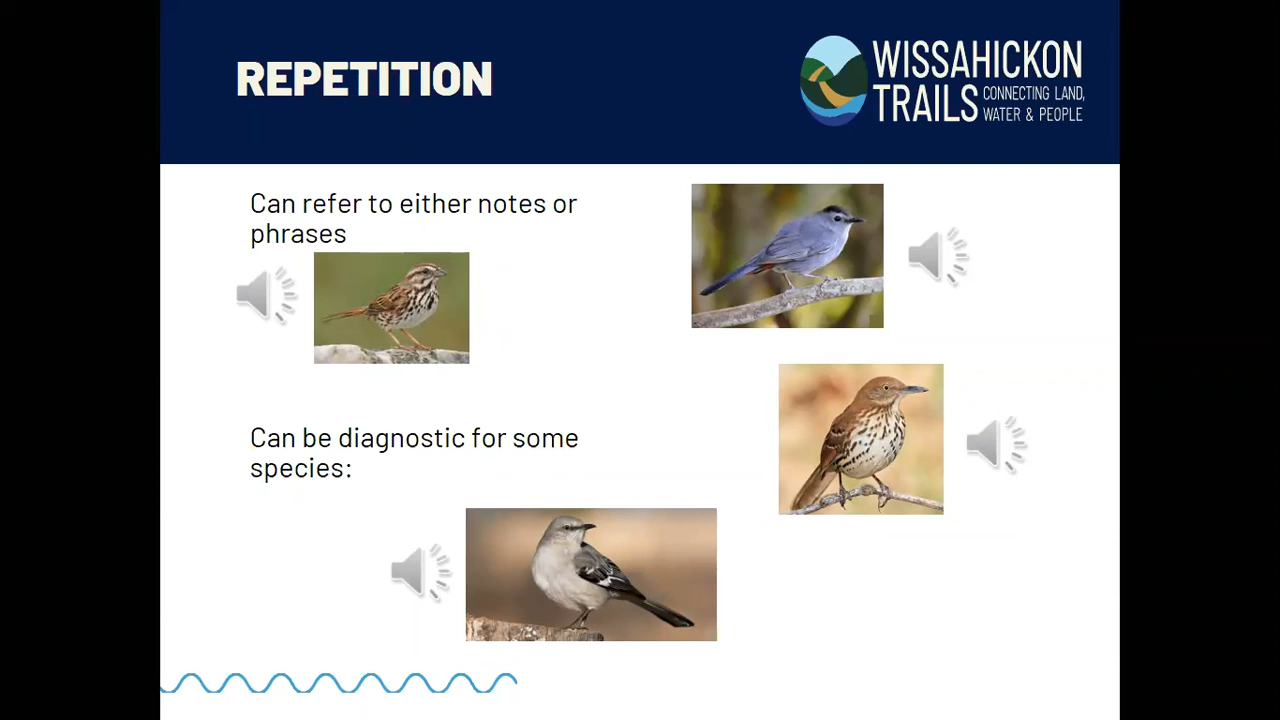 REPETITION
WISSAHICKON
TRAILS CONNECTING LAND,
WATER & PEOPLE
Can refer to either notes or
phrases
Can be diagnostic for some
species: